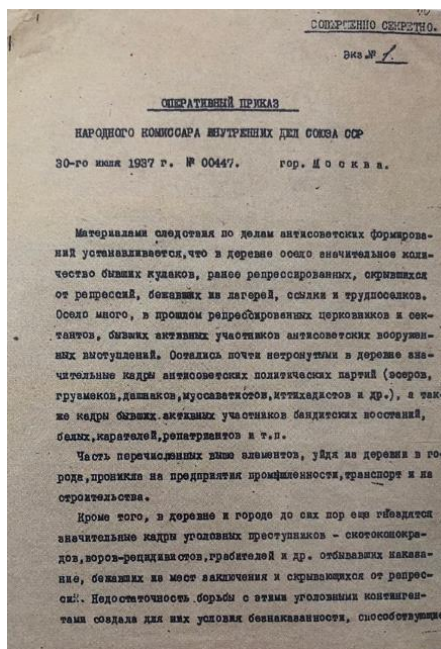 СОВЕРШЕННО СЕКРЕТНО.
Экз.№ 1.
ОПЕРАТИВНЫЙ ПРИКАЗ
НАРОДНОГО КОМИССАРА ВНУТРЕННИХ ДЕЛ СОЮЗА ССР
30-го июля 1937 г. № 00447. гор. М о с к в а.
Материалами следствия по делам антисоветских формирова-
ний устанавливается,что в деревне осело значительное коли-
чество бывших кулаков, ранее репрессированных, скрывшихся
от репрессий, бежавших из лагерей, ссылки и трудпоселков.
Осело много, в прошлом репрессированных церковников и сек-
тантов, бывших активных участников антисоветских вооружен-
ных выступлений. Остались почти нетронутыми в деревне зна-
чительные кадры антисоветских политических партий (эсеров,
грузмеков,дашнаков,муссаватистов,иттихадистов и др.), а так-
же кадры бывших активных участников бандитских восстаний,
белых,карателей,репатриантов и т.п.
Часть перечисленных выше элементов, уйдя из деревни в го-
рода,проникла на предприятия промышленности,транспорт и на
строительства.
Кроме того, в деревне и городе до сих пор еще гнездятся
значительные кадры уголовных преступников - скотоконокра-
дов,воров-рецидивистов,грабителей и др. отбывавших наказа-
ние, бежавших из мест заключения и скрывающихся от репрес-
сий. Недостаточность борьбы с этими уголовными континген-
тами создала для них условия безнаказанности, способствующие